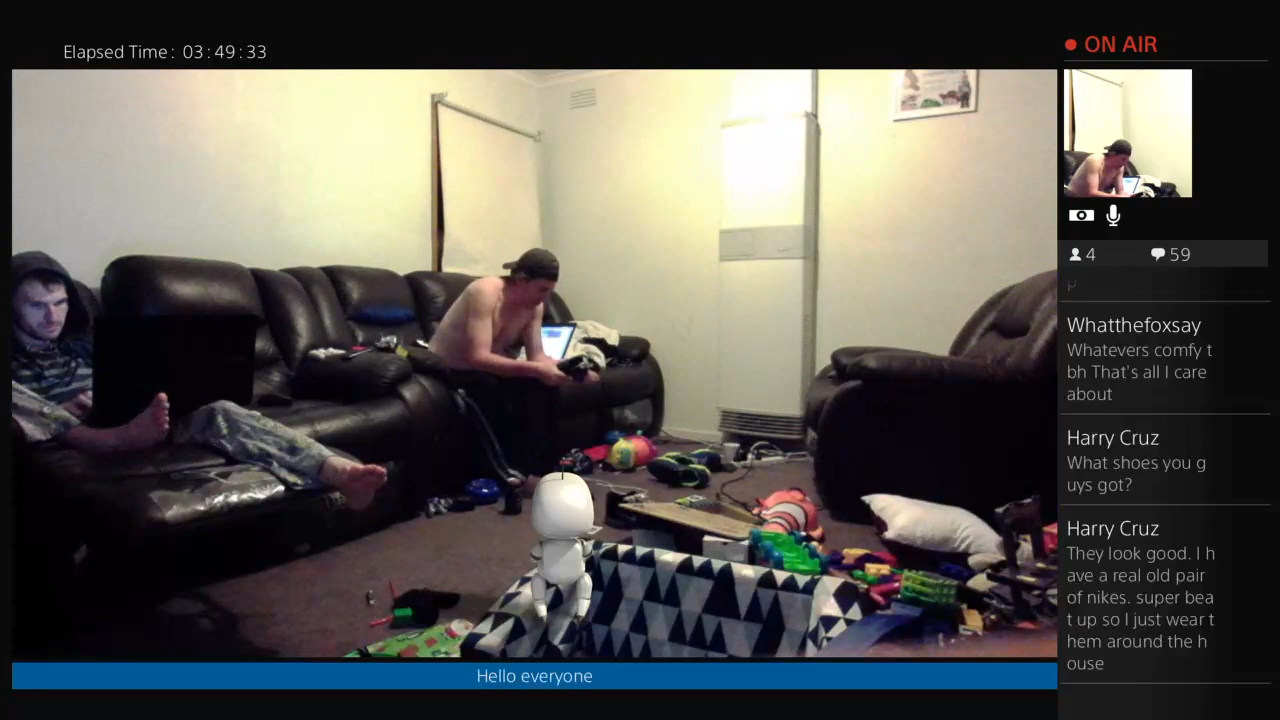 Elapsed Time: 03:49:33
ON AIR
4
59
Whatthefoxsay
Whatevers comfy t
bh That's all I care
about
Harry Cruz
What shoes you g
uys got?
Harry Cruz
They look good. I h
ave a real old pair
of nikes. super bea
t up so I just wear t
hem around the h
ouse
Hello everyone